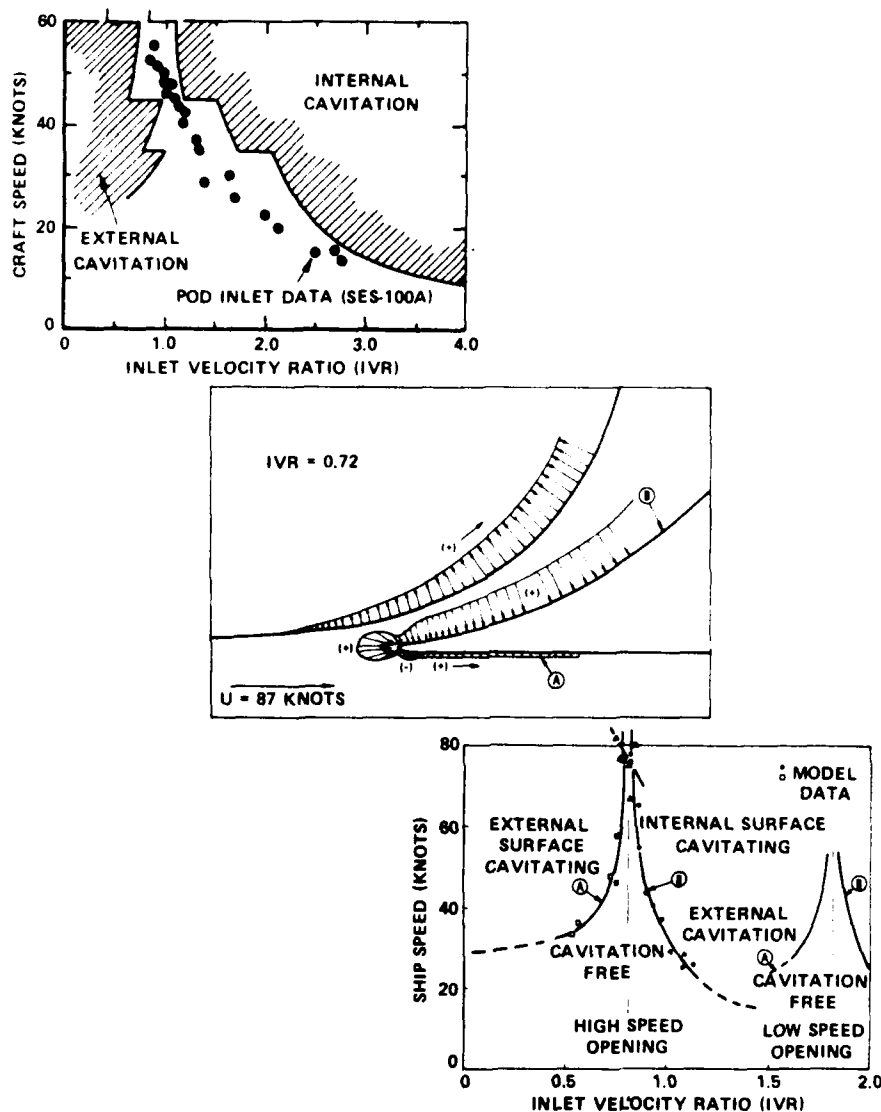 60
40
20
0
CRAFT SPEED (KNOTS)
INTERNAL
CAVITATION
EXTERNAL
CAVITATION
POD INLET DATA (SES-100A)
0 1.0 2.0 3.0 4.0
INLET VELOCITY RATIO (IVR)
IVR = 0.72
B
(+)
(+)
(+)
(-) (+)
A
U = 87 KNOTS
80
60
40
20
0
SHIP SPEED (KNOTS)
MODEL
DATA
EXTERNAL
SURFACE
CAVITATING
INTERNAL SURFACE
CAVITATING
A
B
B
EXTERNAL
CAVITATION
A
CAVITATION
FREE
CAVITATION
FREE
HIGH SPEED
OPENING
LOW SPEED
OPENING
0 0.5 1.0 1.5 2.0
INLET VELOCITY RATIO (IVR)